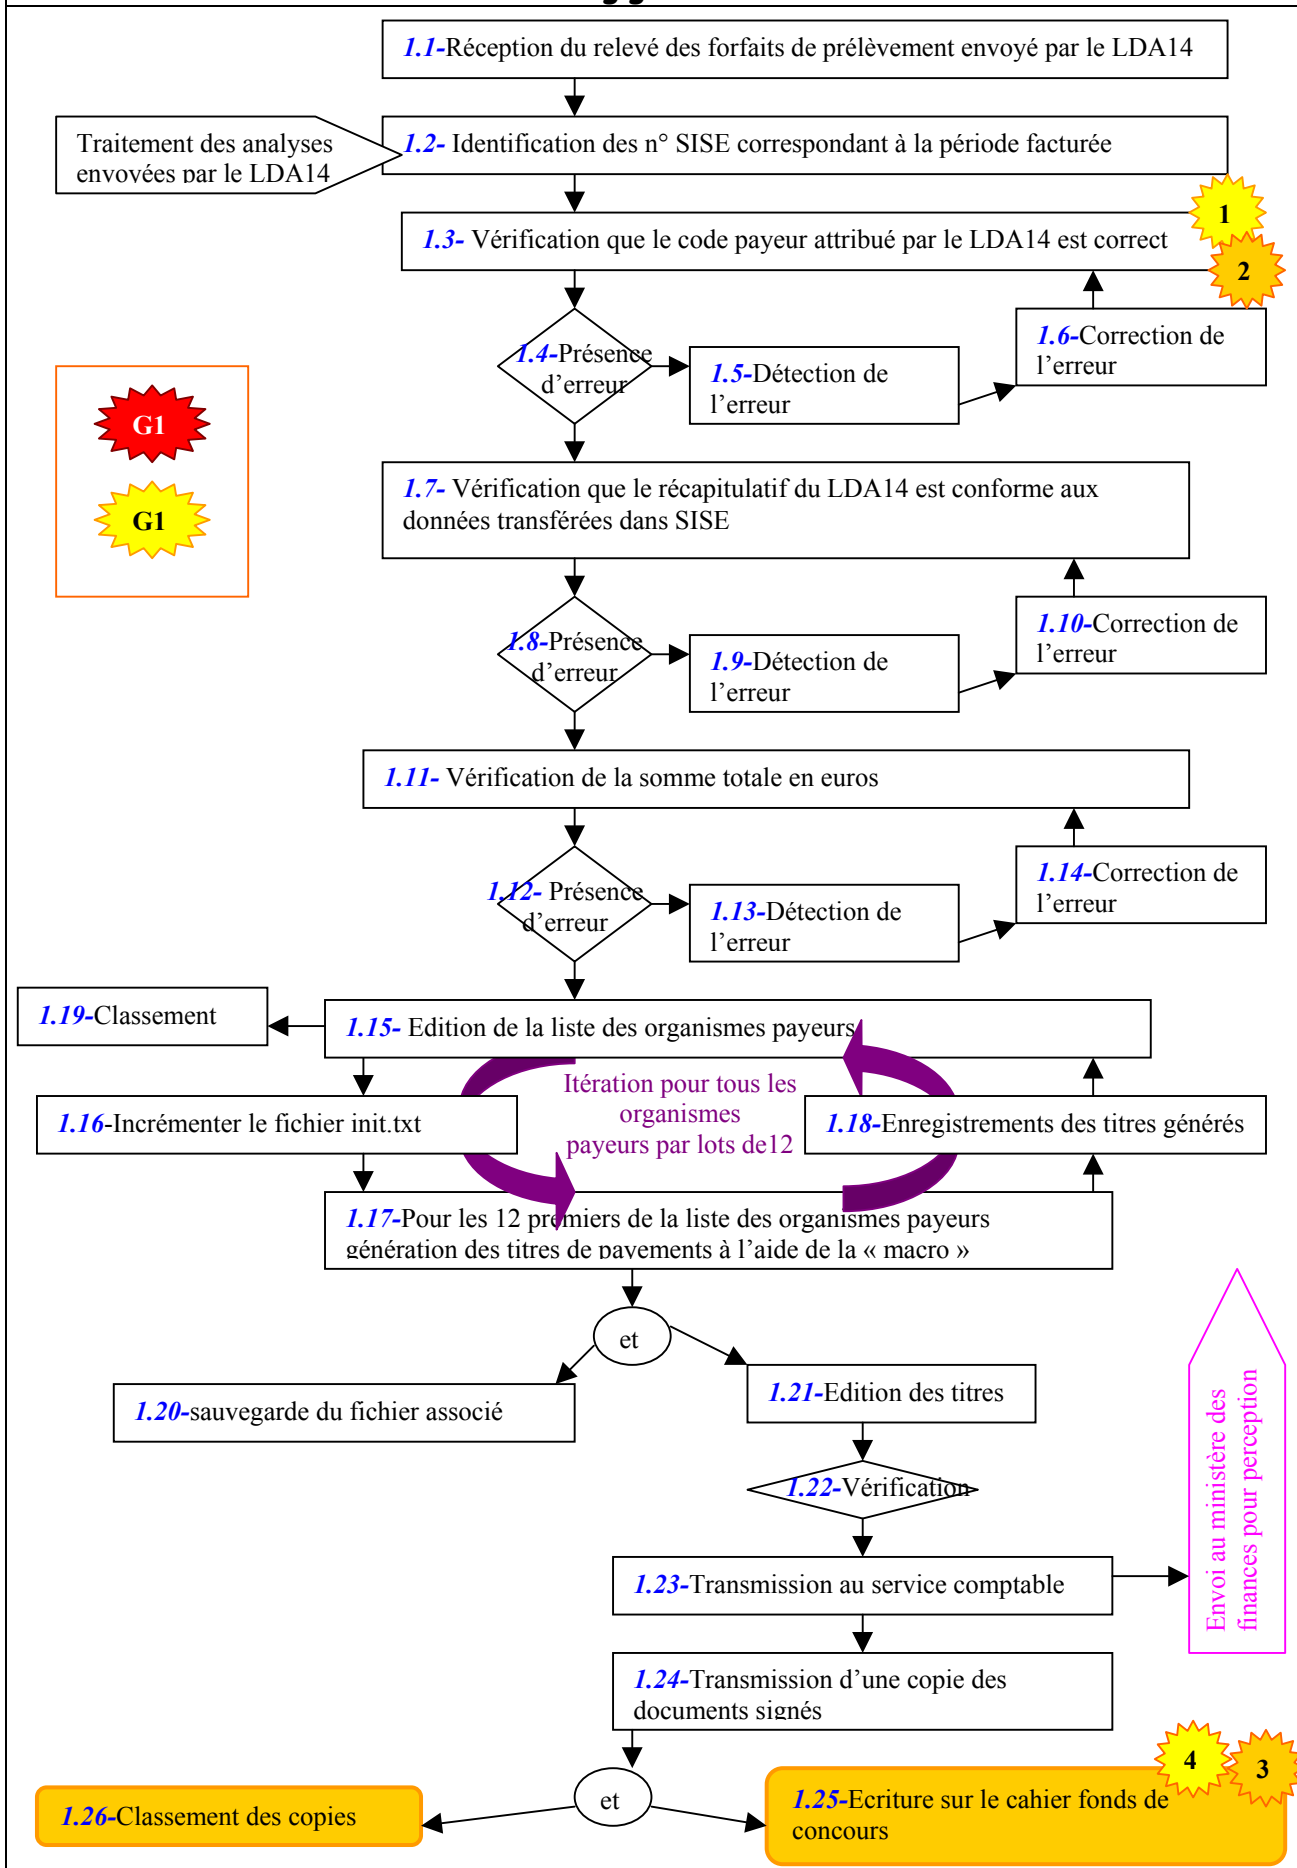 1.1-Réception du relevé des forfaits de prélèvement envoyé par le LDA14
Traitement des analyses
envoyées par le LDA14
1.2- Identification des n° SISE correspondant à la période facturée
1
1.3- Vérification que le code payeur attribué par le LDA14 est correct
2
1.4-Présence
d’erreur
1.5-Détection de
l’erreur
1.6-Correction de
l’erreur
G1
G1
1.7- Vérification que le récapitulatif du LDA14 est conforme aux
données transférées dans SISE
1.8-Présence
d’erreur
1.9-Détection de
l’erreur
1.10-Correction de
l’erreur
1.11- Vérification de la somme totale en euros
1.12- Présence
d’erreur
1.13-Détection de
l’erreur
1.14-Correction de
l’erreur
1.19-Classement
1.15- Edition de la liste des organismes payeurs
Itération pour tous les
organismes
payeurs par lots de12
1.16-Incrémenter le fichier init.txt
1.18-Enregistrements des titres générés
1.17-Pour les 12 premiers de la liste des organismes payeurs
génération des titres de payements à l’aide de la « macro »
et
1.20-sauvegarde du fichier associé
1.21-Edition des titres
1.22-Vérification
1.23-Transmission au service comptable
Envoi au ministère des
finances pour perception
1.24-Transmission d’une copie des
documents signés
et
4
3
1.26-Classement des copies
1.25-Ecriture sur le cahier fonds de
concours